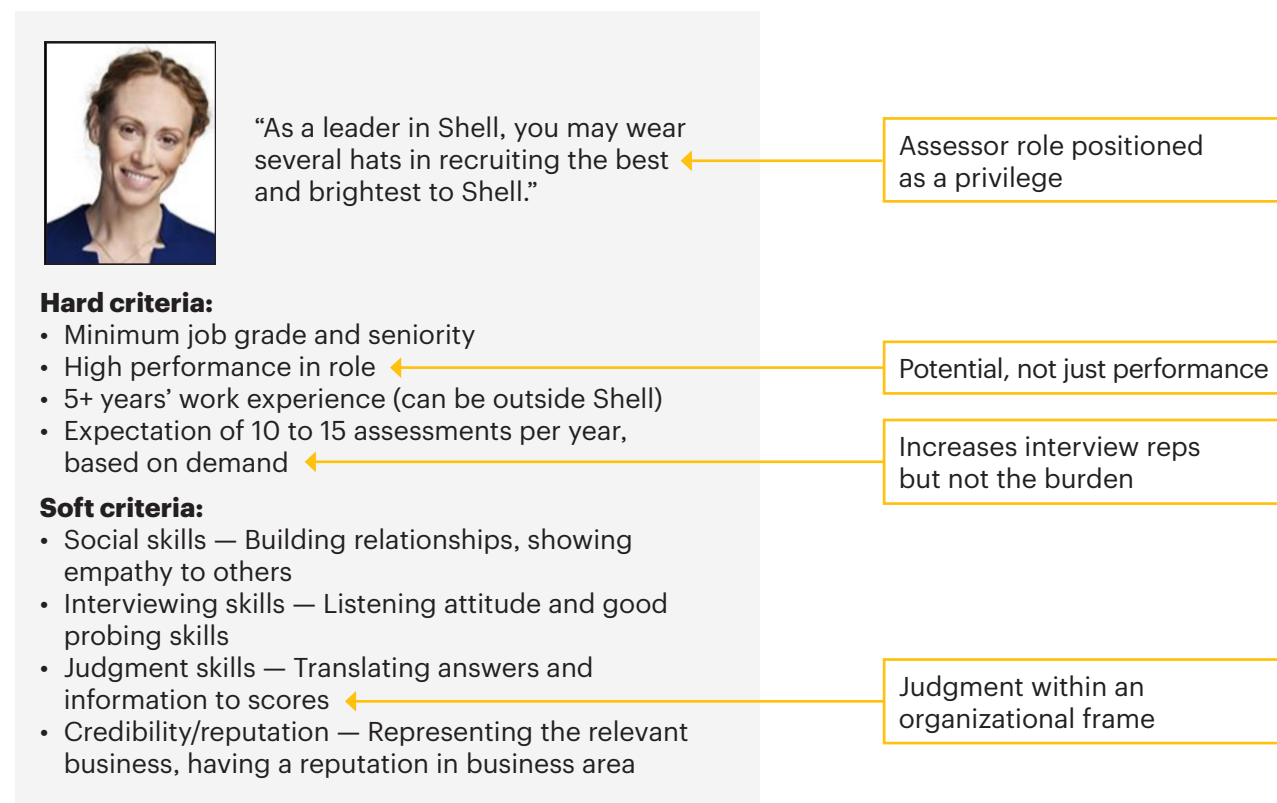 “As a leader in Shell, you may wear
several hats in recruiting the best
and brightest to Shell.”
Assessor role positioned
as a privilege
Hard criteria:
• Minimum job grade and seniority
• High performance in role
Potential, not just performance
• 5+ years’ work experience (can be outside Shell)
• Expectation of 10 to 15 assessments per year,
based on demand
Increases interview reps
but not the burden
Soft criteria:
• Social skills — Building relationships, showing
empathy to others
• Interviewing skills — Listening attitude and good
probing skills
• Judgment skills — Translating answers and
information to scores
Judgment within an
organizational frame
• Credibility/reputation — Representing the relevant
business, having a reputation in business area